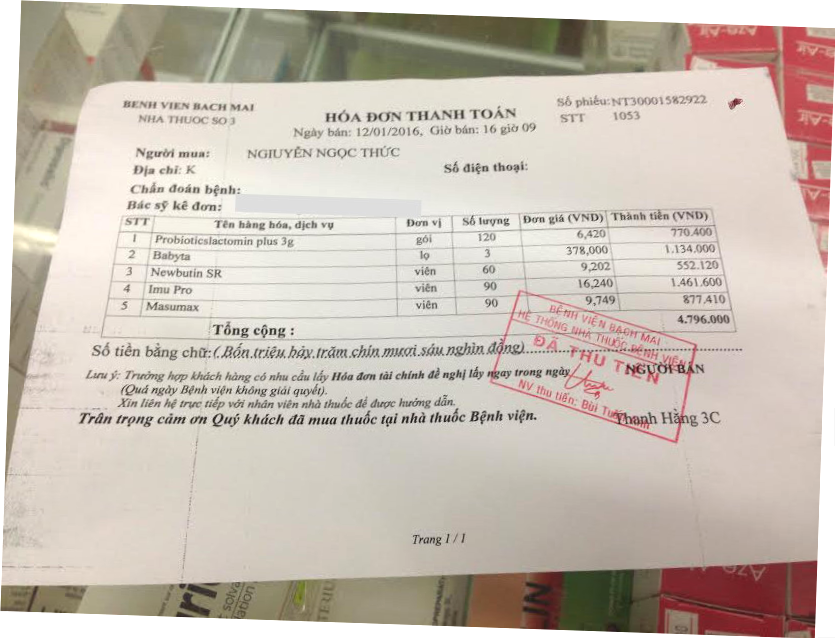 BENH VIEN BACH MAI
NHA THUOC SO 3
HÓA ĐƠN THANH TOÁN
Ngày bán: 12/01/2016, Giờ bán: 16 giờ 09
Số phiếu: NT30001582922
STT 1053
Người mua: NGIUYỄN NGỌC THỨC
Địa chỉ: K
Số điện thoại:
Chẩn đoán bệnh:
Bác sỹ kê đơn:
STT Tên hàng hóa, dịch vụ Đơn vị Số lượng Đơn giá (VND) Thành tiền (VND)
1 Probioticslactomin plus 3g gói 120 6,420 770.400
2 Babyta lọ 3 378,000 1.134.000
3 Newbutin SR viên 60 9,202 552.120
4 Imu Pro viên 90 16,240 1.461.600
5 Masumax viên 90 9,749 877.410
Tổng cộng : 4.796.000
Số tiền bằng chữ: ( Bốn triệu bảy trăm chín mươi sáu nghìn đồng)
Lưu ý: Trường hợp khách hàng có nhu cầu lấy Hóa đơn tài chính đề nghị lấy ngay trong ngày
(Quá ngày Bệnh viện không giải quyết).
Xin liên hệ trực tiếp với nhân viên nhà thuốc để được hướng dẫn.
Trân trọng cảm ơn Quý khách đã mua thuốc tại nhà thuốc Bệnh viện.
NGƯỜI BÁN
Thanh Hằng 3C
BỆNH VIỆN BẠCH MAI
HỆ THỐNG NHÀ THUỐC BỆNH VIỆN
ĐÃ THU TIỀN
NV thu tiền: Bùi
Trang 1 / 1